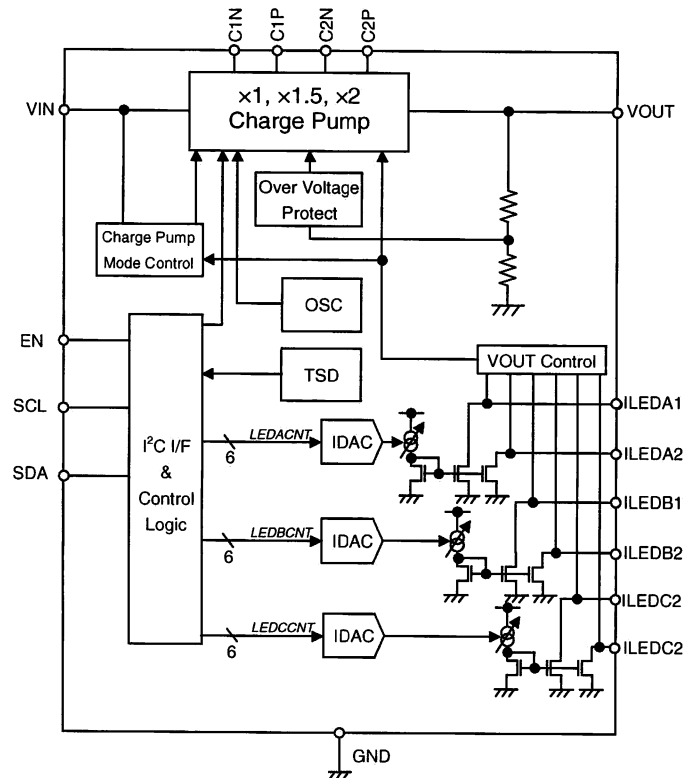 C1N
C1P
C2N
C2P
×1, ×1.5, ×2
Charge Pump
VIN
VOUT
Over Voltage
Protect
Charge Pump
Mode Control
OSC
EN
VOUT Control
TSD
SCL
ILEDA1
LEDACNT
IDAC
6
I²C I/F
&
Control
Logic
ILEDA2
SDA
ILEDB1
LEDBCNT
IDAC
6
ILEDB2
ILEDC2
LEDCCNT
IDAC
6
ILEDC2
GND